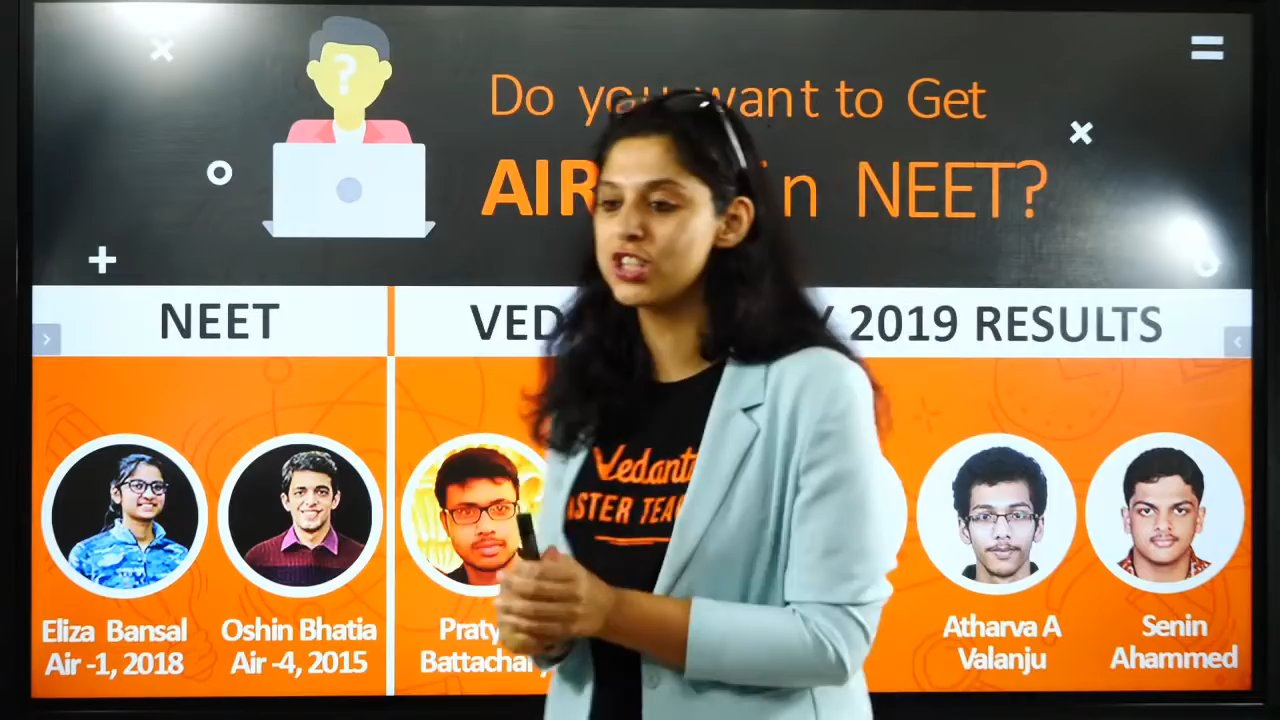 ?
Do you want to Get
AIR in NEET?
NEET
VED 2019 RESULTS
Eliza Bansal
Air -1, 2018
Oshin Bhatia
Air -4, 2015
Atharva A
Valanju
Senin
Ahammed